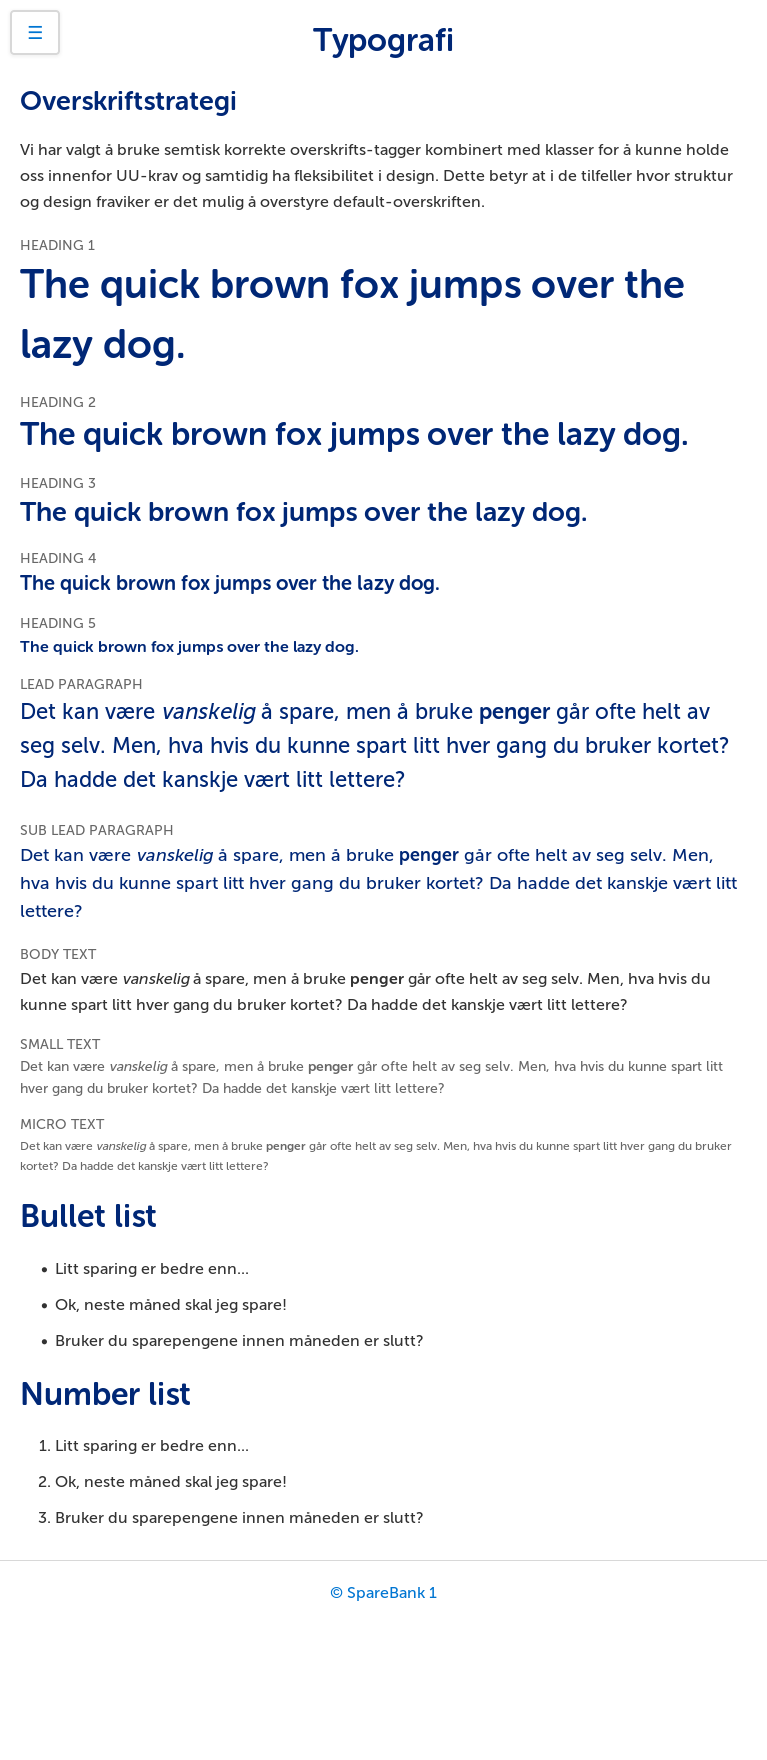 ☰
Typografi
Overskriftstrategi
Vi har valgt å bruke semtisk korrekte overskrifts-tagger kombinert med klasser for å kunne holde
oss innenfor UU-krav og samtidig ha fleksibilitet i design. Dette betyr at i de tilfeller hvor struktur
og design fraviker er det mulig å overstyre default-overskriften.
HEADING 1
The quick brown fox jumps over the
lazy dog.
HEADING 2
The quick brown fox jumps over the lazy dog.
HEADING 3
The quick brown fox jumps over the lazy dog.
HEADING 4
The quick brown fox jumps over the lazy dog.
HEADING 5
The quick brown fox jumps over the lazy dog.
LEAD PARAGRAPH
Det kan være vanskelig å spare, men å bruke penger går ofte helt av
seg selv. Men, hva hvis du kunne spart litt hver gang du bruker kortet?
Da hadde det kanskje vært litt lettere?
SUB LEAD PARAGRAPH
Det kan være vanskelig å spare, men å bruke penger går ofte helt av seg selv. Men,
hva hvis du kunne spart litt hver gang du bruker kortet? Da hadde det kanskje vært litt
lettere?
BODY TEXT
Det kan være vanskelig å spare, men å bruke penger går ofte helt av seg selv. Men, hva hvis du
kunne spart litt hver gang du bruker kortet? Da hadde det kanskje vært litt lettere?
SMALL TEXT
Det kan være vanskelig å spare, men å bruke penger går ofte helt av seg selv. Men, hva hvis du kunne spart litt
hver gang du bruker kortet? Da hadde det kanskje vært litt lettere?
MICRO TEXT
Det kan være vanskelig å spare, men å bruke penger går ofte helt av seg selv. Men, hva hvis du kunne spart litt hver gang du bruker
kortet? Da hadde det kanskje vært litt lettere?
Bullet list
• Litt sparing er bedre enn...
• Ok, neste måned skal jeg spare!
• Bruker du sparepengene innen måneden er slutt?
Number list
1. Litt sparing er bedre enn...
2. Ok, neste måned skal jeg spare!
3. Bruker du sparepengene innen måneden er slutt?
© SpareBank 1